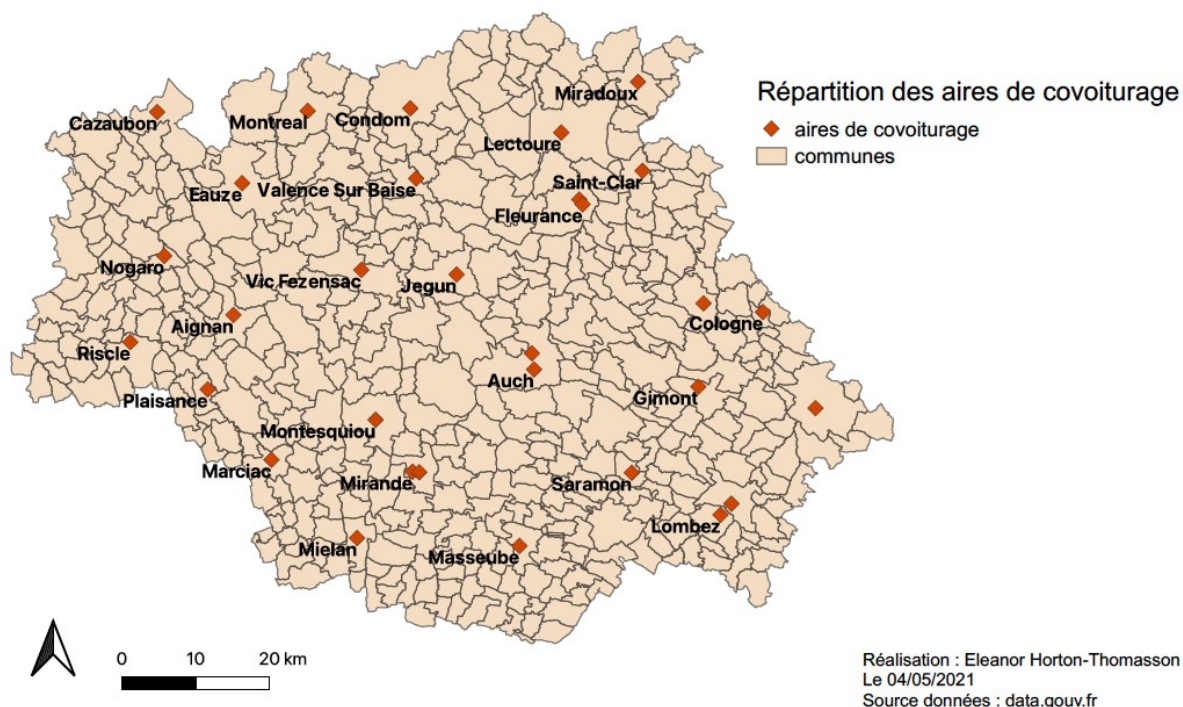 Répartition des aires de covoiturage
aires de covoiturage
communes
Miradoux
Cazaubon
Montreal
Condom
Lectoure
Saint-Clar
Eauze
Valence Sur Baise
Fleurance
Nogaro
Vic Fezensac
Jegun
Aignan
Cologne
Riscle
Auch
Plaisance
Gimont
Montesquiou
Marciac
Mirande
Saramon
Lombez
Mielan
Masseube
0 10 20 km
Réalisation : Eleanor Horton-Thomasson
Le 04/05/2021
Source données : data.gouv.fr